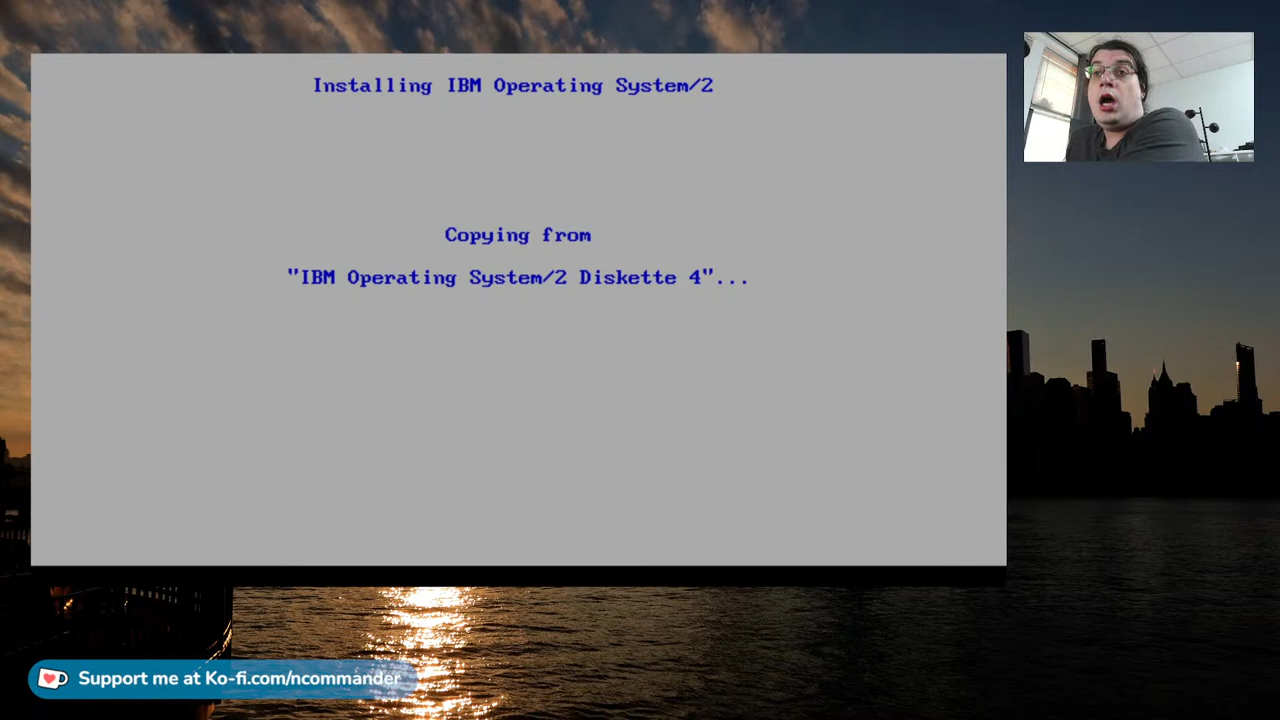 Installing IBM Operating System/2
Copying from
"IBM Operating System/2 Diskette 4"...
Support me at Ko-fi.com/ncommander